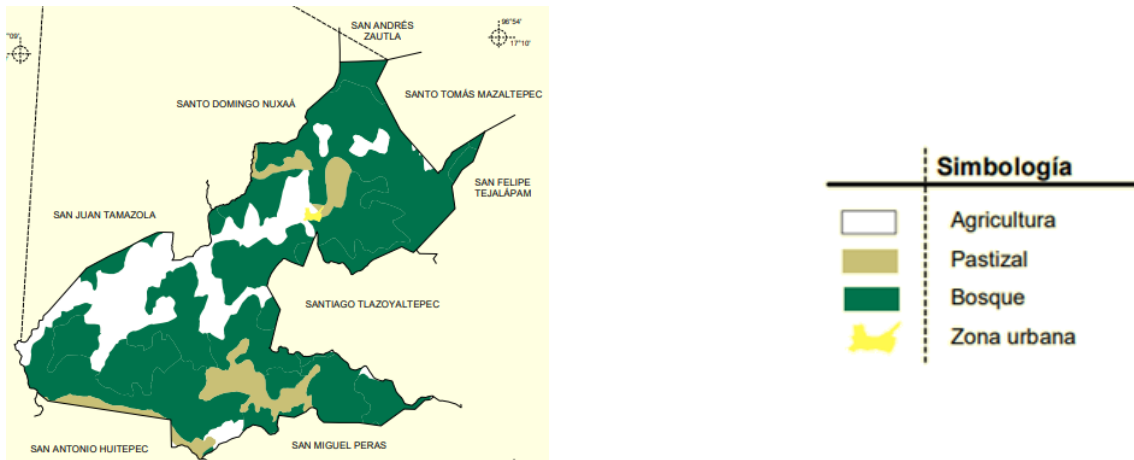 SAN ANDRÉS
ZAUTLA
98°54'
17°10'
SANTO TOMÁS MAZALTEPEC
SANTO DOMINGO NUXAÁ
SAN FELIPE
TEJALÁPAM
SAN JUAN TAMAZOLA
SANTIAGO TLAZOYALTEPEC
SAN ANTONIO HUITEPEC
SAN MIGUEL PERAS
Simbología
Agricultura
Pastizal
Bosque
Zona urbana